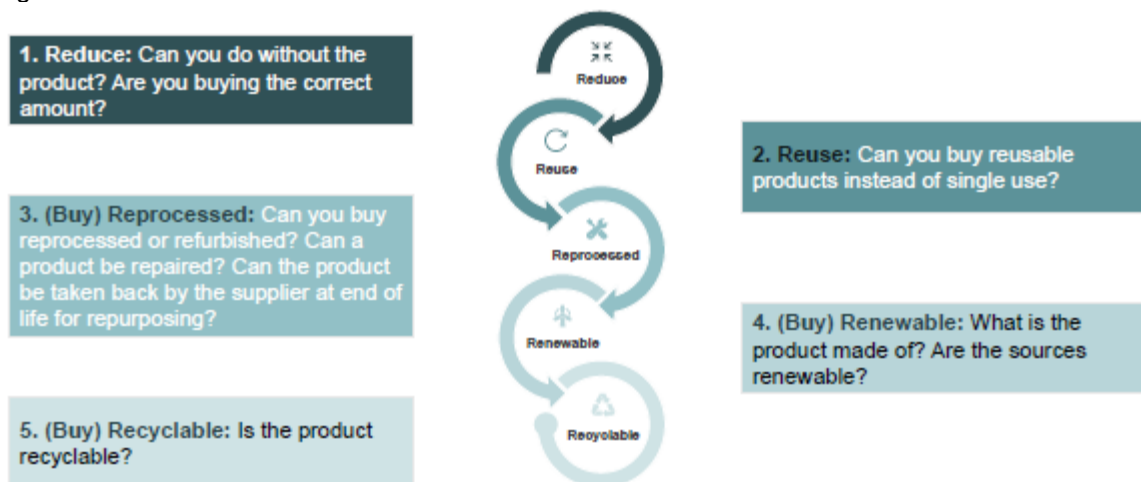 1. Reduce: Can you do without the
product? Are you buying the correct
amount?
Reduce
2. Reuse: Can you buy reusable
products instead of single use?
Reuse
3. (Buy) Reprocessed: Can you buy
reprocessed or refurbished? Can a
product be repaired? Can the product
be taken back by the supplier at end of
life for repurposing?
Reprocessed
4. (Buy) Renewable: What is the
product made of? Are the sources
renewable?
Renewable
5. (Buy) Recyclable: Is the product
recyclable?
Recyclable